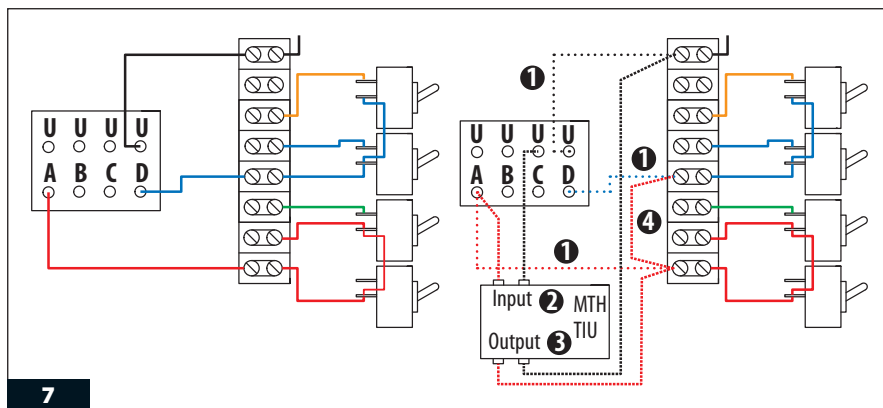 U U U U
A B C D
1
U U U U
A B C D
1
4
1
Input 2 MTH
TIU
Output 3
7